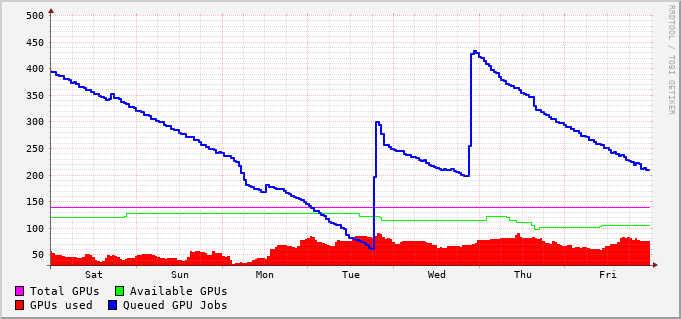 500
450
400
350
300
250
200
150
100
50
Sat Sun Mon Tue Wed Thu Fri
Total GPUs Available GPUs
GPUs used Queued GPU Jobs
RRDTOOL / TOBI OETIKER